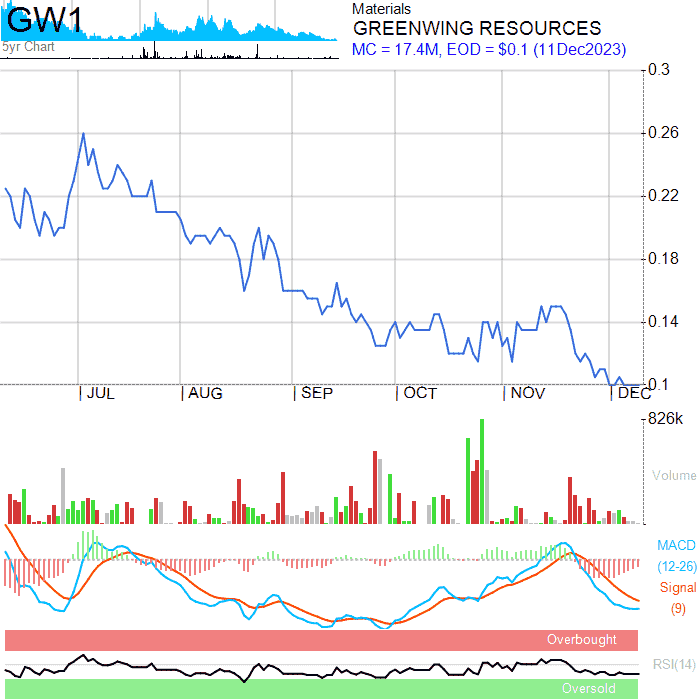 GW1
5yr Chart
Materials
GREENWING RESOURCES
MC = 17.4M, EOD = $0.1 (11Dec2023)
0.3
0.26
0.22
0.18
0.14
0.1
JUL AUG SEP OCT NOV DEC
826k
Volume
MACD
(12-26)
Signal
(9)
Overbought
RSI(14)
Oversold